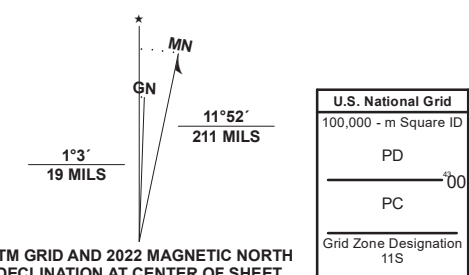 ★
MN
GN
11°52´
211 MILS
1°3´
19 MILS
TM GRID AND 2022 MAGNETIC NORTH
DECLINATION AT CENTER OF SHEET
U.S. National Grid
100,000 - m Square ID
PD
4300
PC
Grid Zone Designation
11S